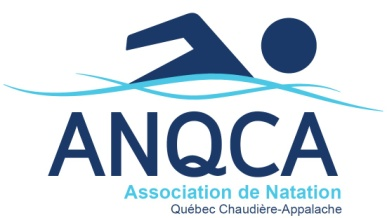 ANQCA
Association de Natation
Québec Chaudière-Appalache